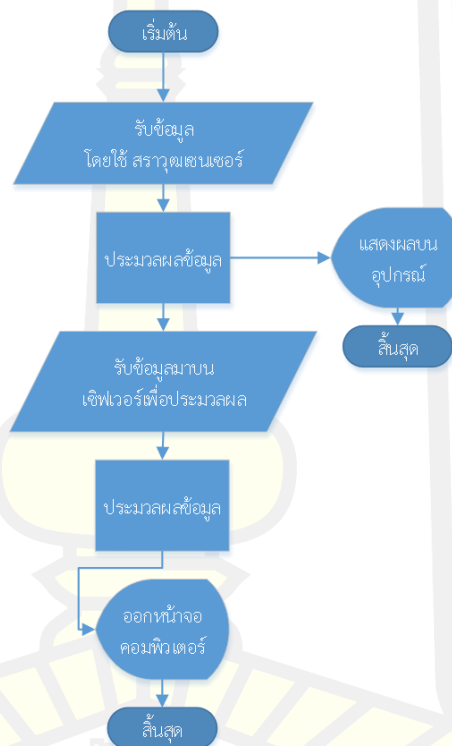 เริ่มต้น
รับข้อมูล
โดยใช้ สราวุฒเซนเซอร์
ประมวลผลข้อมูล
แสดงผลบน
อุปกรณ์
สิ้นสุด
รับข้อมูลมาบน
เซิฟเวอร์เพื่อประมวลผล
ประมวลผลข้อมูล
ออกหน้าจอ
คอมพิวเตอร์
สิ้นสุด